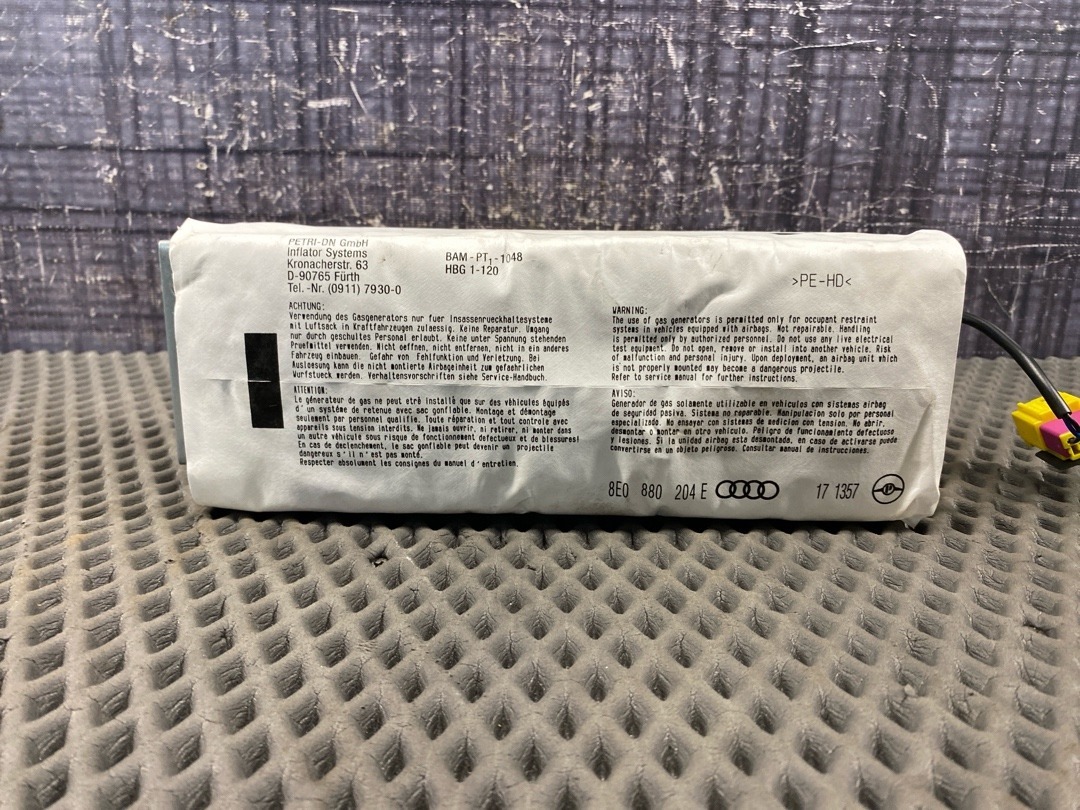 PETRI-DN GmbH
Inflator Systems
Kronacherstr. 63
D-90765 Fürth
Tel. -Nr. (0911) 7930-0
BAM - PT₁ - 1048
HBG 1-120
>PE-HD<
ACHTUNG:
Verwendung des Gasgenerators nur fuer Insassenrueckhaltesysteme
mit Luftsack in Kraftfahrzeugen zulaessig. Keine Reparatur. Umgang
nur durch geschultes Personal erlaubt. Keine unter Spannung stehenden
Pruefmittel verwenden. Nicht oeffnen, nicht entfernen, nicht in ein anderes
Fahrzeug einbauen. Gefahr von Fehlfunktion und Verletzung. Bei
Ausloesung kann die nicht montierte Airbageinheit zum gefaehrlichen
Wurfstueck werden. Verhaltensvorschriften siehe Service-Handbuch.
ATTENTION:
Le génerateur de gaz ne peut etré installé que sur des véhicules équipés
d'un systéme de retenue avec sac gonflable. Montage et démontage
seulement par personnel qualifie. Toute réparation et tout controle avec
appareils sous tension interdits. Ne jamais ouvrir, ni retirer, ni monter dans
un autre véhicule sous risque de fonctionnement defectueux et de blessures!
En cas de declenchement, le sac gonflable peut devenir un projectile
dangereux s'il n'est pas monté.
Respecter absolument les consignes du manuel d'entretien.
WARNING:
The use of gas generators is permitted only for occupant restraint
systems in vehicles equipped with airbags. Not repairable. Handling
is permitted only by authorized personnel. Do not use any live electrical
test equipment. Do not open, remove or install into another vehicle. Risk
of malfunction and personal injury. Upon deployment, an airbag unit which
is not properly mounted may become a dangerous projectile.
Refer to service manual for further instructions.
AVISO:
Generador de gas solamente utilizable en vehiculos con sistemas airbag
de seguridad pasiva. Sistema no reparable. Manipulacion solo por personal
especializado. No ensayar con sistemas de medicion con tension. No abrir,
desmontar o montar en otro vehiculo. Peligro de funcionamiento defectuose
y lesiones. Si la unidad airbag esta desmontada, en caso de activarse puede
convertirse en un objeto peligroso. Consultar manual de instrucciones.
8E0 880 204 E
17 1357
P